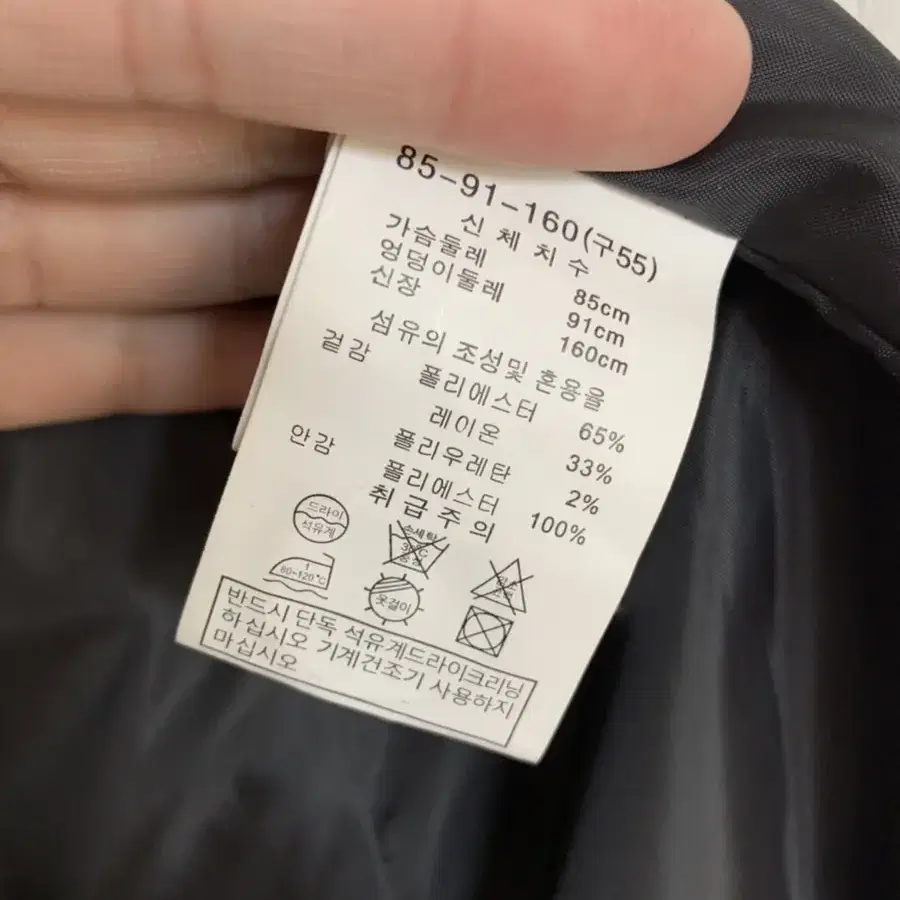 85-91-160(구55)
신 체 치 수
가슴둘레 85cm
엉덩이둘레 91cm
신장 160cm
섬유의 조성및 혼용율
겉감 폴리에스터 65%
레이온 33%
폴리우레탄 2%
안감 폴리에스터 100%
취 급 주 의
드라이
석유계
손세탁
1
80~120℃
옷걸이
반드시 단독 석유계드라이크리닝
하십시오 기계건조기 사용하지
마십시오